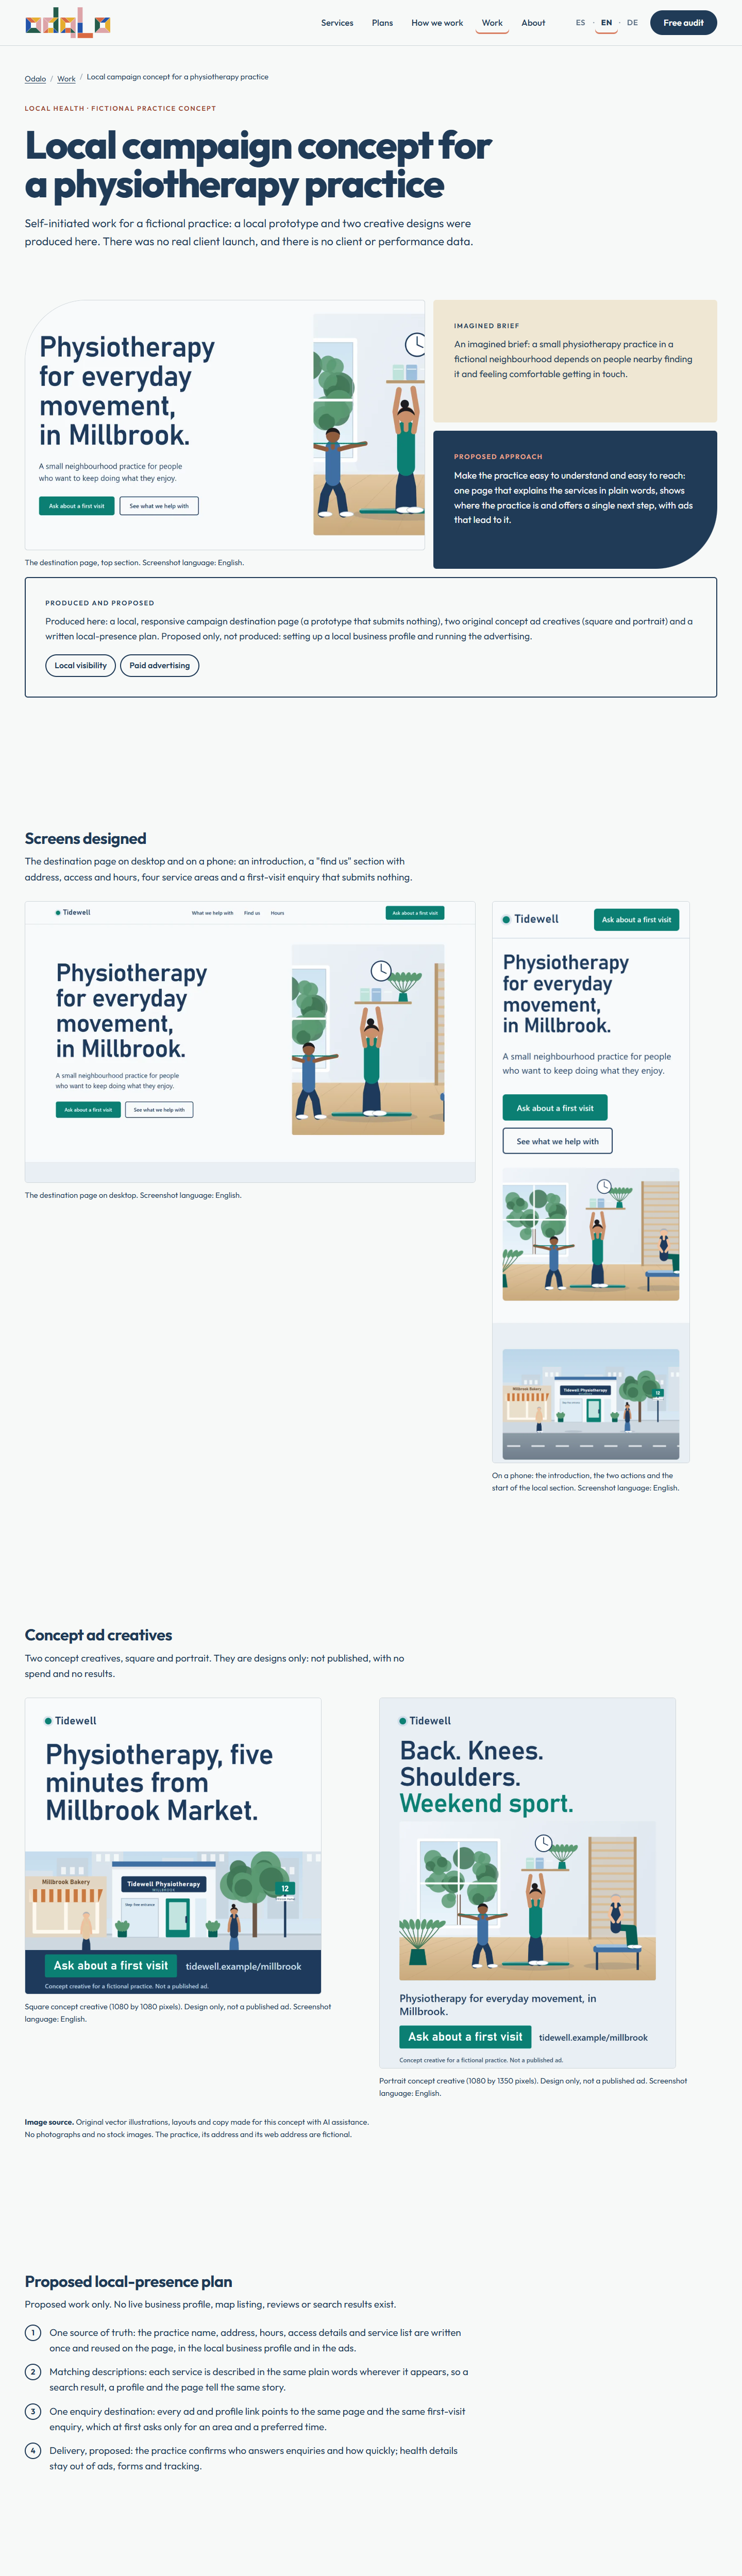 odalo
Services
Plans
How we work
Work
About
ES · EN · DE
Free audit
Odalo / Work / Local campaign concept for a physiotherapy practice
LOCAL HEALTH · FICTIONAL PRACTICE CONCEPT
Local campaign concept for
a physiotherapy practice
Self-initiated work for a fictional practice: a local prototype and two creative designs were
produced here. There was no real client launch, and there is no client or performance data.
Physiotherapy
for everyday
movement,
in Millbrook.
A small neighbourhood practice for people
who want to keep doing what they enjoy.
Ask about a first visit
See what we help with
The destination page, top section. Screenshot language: English.
IMAGINED BRIEF
An imagined brief: a small physiotherapy practice in a
fictional neighbourhood depends on people nearby finding
it and feeling comfortable getting in touch.
PROPOSED APPROACH
Make the practice easy to understand and easy to reach:
one page that explains the services in plain words, shows
where the practice is and offers a single next step, with ads
that lead to it.
PRODUCED AND PROPOSED
Produced here: a local, responsive campaign destination page (a prototype that submits nothing), two original concept ad creatives (square and portrait) and a
written local-presence plan. Proposed only, not produced: setting up a local business profile and running the advertising.
Local visibility
Paid advertising
Screens designed
The destination page on desktop and on a phone: an introduction, a "find us" section with
address, access and hours, four service areas and a first-visit enquiry that submits nothing.
Tidewell
What we help with
Find us
Hours
Ask about a first visit
Physiotherapy
for everyday
movement,
in Millbrook.
A small neighbourhood practice for people
who want to keep doing what they enjoy.
Ask about a first visit
See what we help with
The destination page on desktop. Screenshot language: English.
Tidewell
Ask about a first visit
Physiotherapy
for everyday
movement,
in Millbrook.
A small neighbourhood practice for people
who want to keep doing what they enjoy.
Ask about a first visit
See what we help with
Millbrook Bakery
Tidewell Physiotherapy
12
On a phone: the introduction, the two actions and the
start of the local section. Screenshot language: English.
Concept ad creatives
Two concept creatives, square and portrait. They are designs only: not published, with no
spend and no results.
Tidewell
Physiotherapy, five
minutes from
Millbrook Market.
Millbrook Bakery
Tidewell Physiotherapy
MILLBROOK
Step-free entrance
12
Ask about a first visit
tidewell.example/millbrook
Concept creative for a fictional practice. Not a published ad.
Square concept creative (1080 by 1080 pixels). Design only, not a published ad. Screenshot
language: English.
Tidewell
Back. Knees.
Shoulders.
Weekend sport.
Physiotherapy for everyday movement, in
Millbrook.
Ask about a first visit
tidewell.example/millbrook
Concept creative for a fictional practice. Not a published ad.
Portrait concept creative (1080 by 1350 pixels). Design only, not a published ad. Screenshot
language: English.
Image source. Original vector illustrations, layouts and copy made for this concept with AI assistance.
No photographs and no stock images. The practice, its address and its web address are fictional.
Proposed local-presence plan
Proposed work only. No live business profile, map listing, reviews or search results exist.
1 One source of truth: the practice name, address, hours, access details and service list are written
once and reused on the page, in the local business profile and in the ads.
2 Matching descriptions: each service is described in the same plain words wherever it appears, so a
search result, a profile and the page tell the same story.
3 One enquiry destination: every ad and profile link points to the same page and the same first-visit
enquiry, which at first asks only for an area and a preferred time.
4 Delivery, proposed: the practice confirms who answers enquiries and how quickly; health details
stay out of ads, forms and tracking.